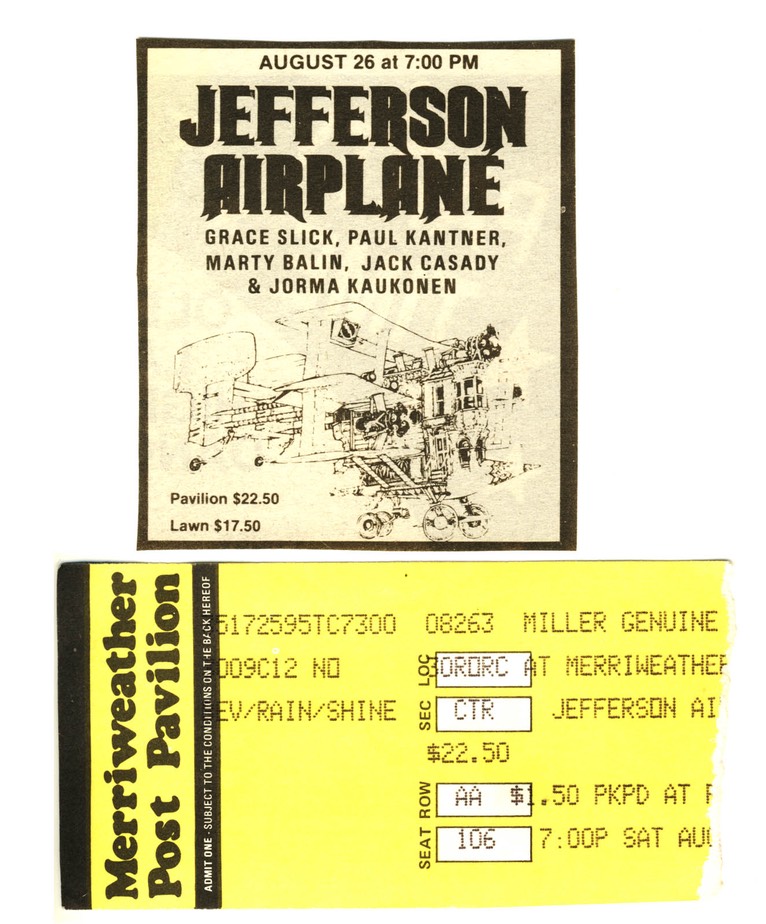 AUGUST 26 at 7:00 PM
JEFFERSON
AIRPLANE
GRACE SLICK, PAUL KANTNER,
MARTY BALIN, JACK CASADY
& JORMA KAUKONEN
Pavilion $22.50
Lawn $17.50
Merriweather
Post Pavilion
ADMIT ONE - SUBJECT TO THE CONDITIONS ON THE BACK HEREOF
5172595TC7300 08263 MILLER GENUINE
009C12 NO LOC ORORC AT MERRIWEATHER
EV/RAIN/SHINE SEC CTR JEFFERSON AI
$22.50
ROW AA $1.50 PKPD AT
SEAT 106 7:00P SAT AUG